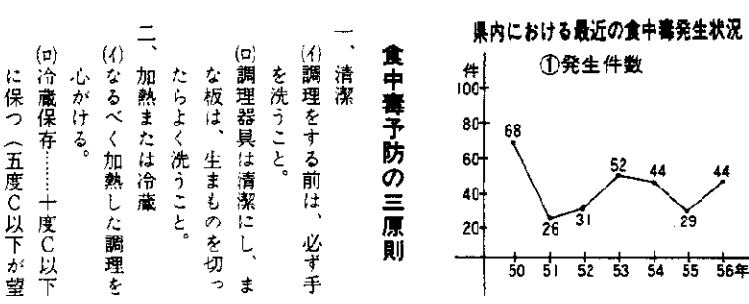 県内における最近の食中毒発生状況
①発生件数
件
100
80
60
40
20
68
26
31
52
44
29
44
50 51 52 53 54 55 56年
食中毒予防の三原則
一、清潔
(イ)調理をする前は、必ず手
を洗うこと。
(ロ)調理器具は清潔にし、ま
な板は、生まものを切っ
たらよく洗うこと。
二、加熱または冷蔵
(イ)なるべく加熱した調理を
心がける。
(ロ)冷蔵保存……十度C以下
に保つ(五度C以下が望